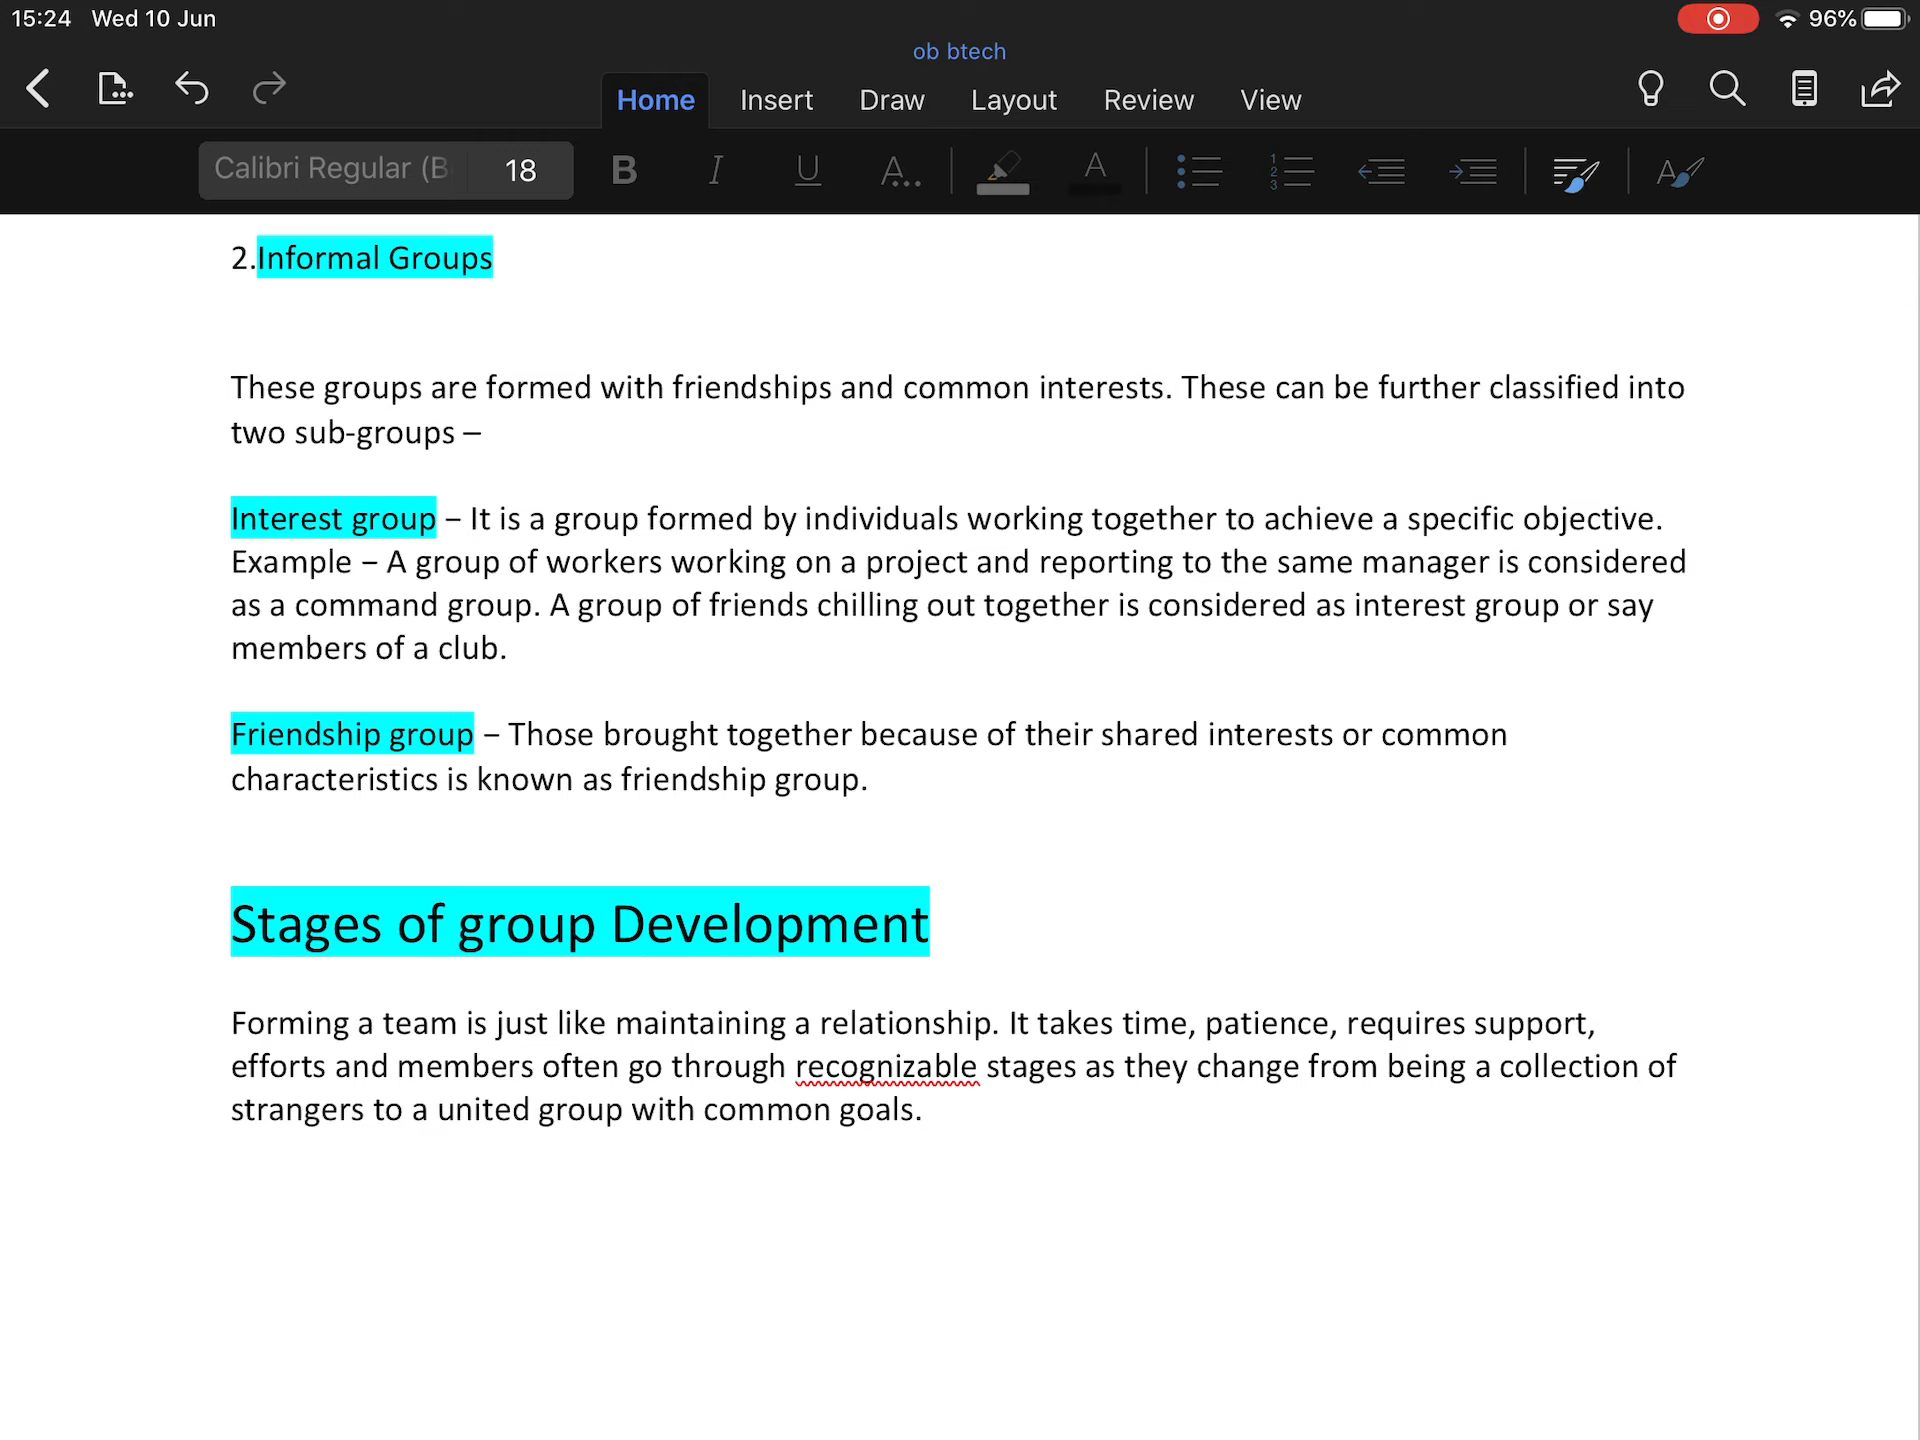 15:24 Wed 10 Jun
96%
ob btech
Home Insert Draw Layout Review View
Calibri Regular (B 18 B I U A... A
2.Informal Groups
These groups are formed with friendships and common interests. These can be further classified into
two sub-groups –
Interest group – It is a group formed by individuals working together to achieve a specific objective.
Example – A group of workers working on a project and reporting to the same manager is considered
as a command group. A group of friends chilling out together is considered as interest group or say
members of a club.
Friendship group – Those brought together because of their shared interests or common
characteristics is known as friendship group.
Stages of group Development
Forming a team is just like maintaining a relationship. It takes time, patience, requires support,
efforts and members often go through recognizable stages as they change from being a collection of
strangers to a united group with common goals.